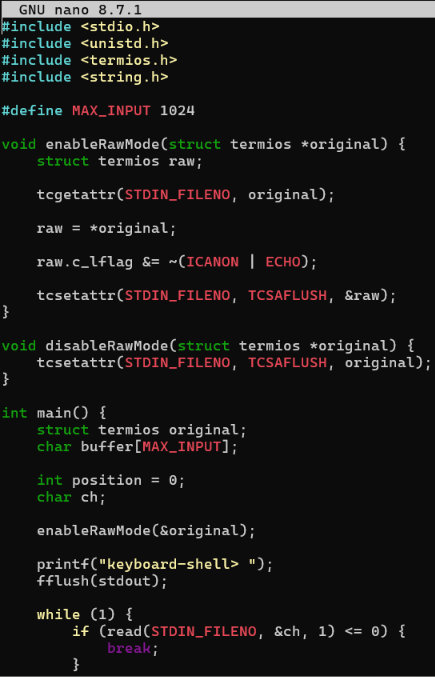 GNU nano 8.7.1
#include <stdio.h>
#include <unistd.h>
#include <termios.h>
#include <string.h>

#define MAX_INPUT 1024

void enableRawMode(struct termios *original) {
    struct termios raw;

    tcgetattr(STDIN_FILENO, original);

    raw = *original;

    raw.c_lflag &= ~(ICANON | ECHO);

    tcsetattr(STDIN_FILENO, TCSAFLUSH, &raw);
}

void disableRawMode(struct termios *original) {
    tcsetattr(STDIN_FILENO, TCSAFLUSH, original);
}

int main() {
    struct termios original;
    char buffer[MAX_INPUT];

    int position = 0;
    char ch;

    enableRawMode(&original);

    printf("keyboard-shell> ");
    fflush(stdout);

    while (1) {
        if (read(STDIN_FILENO, &ch, 1) <= 0) {
            break;
        }